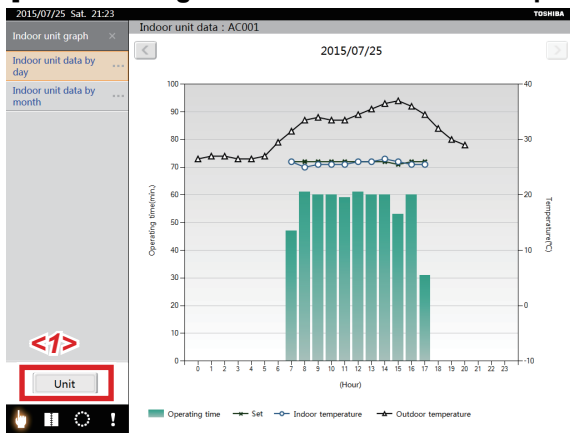 2015/07/25 Sat. 21:23
TOSHIBA
Indoor unit graph ×
Indoor unit data : AC001
Indoor unit data by
day
...
Indoor unit data by
month
...
<
2015/07/25
>
100
90
80
70
60
50
40
30
20
10
0
Operating time(min.)
40
30
20
10
0
-10
Temperature(℃)
0 1 2 3 4 5 6 7 8 9 10 11 12 13 14 15 16 17 18 19 20 21 22 23
(Hour)
Operating time Set Indoor temperature Outdoor temperature
<1>
Unit
!